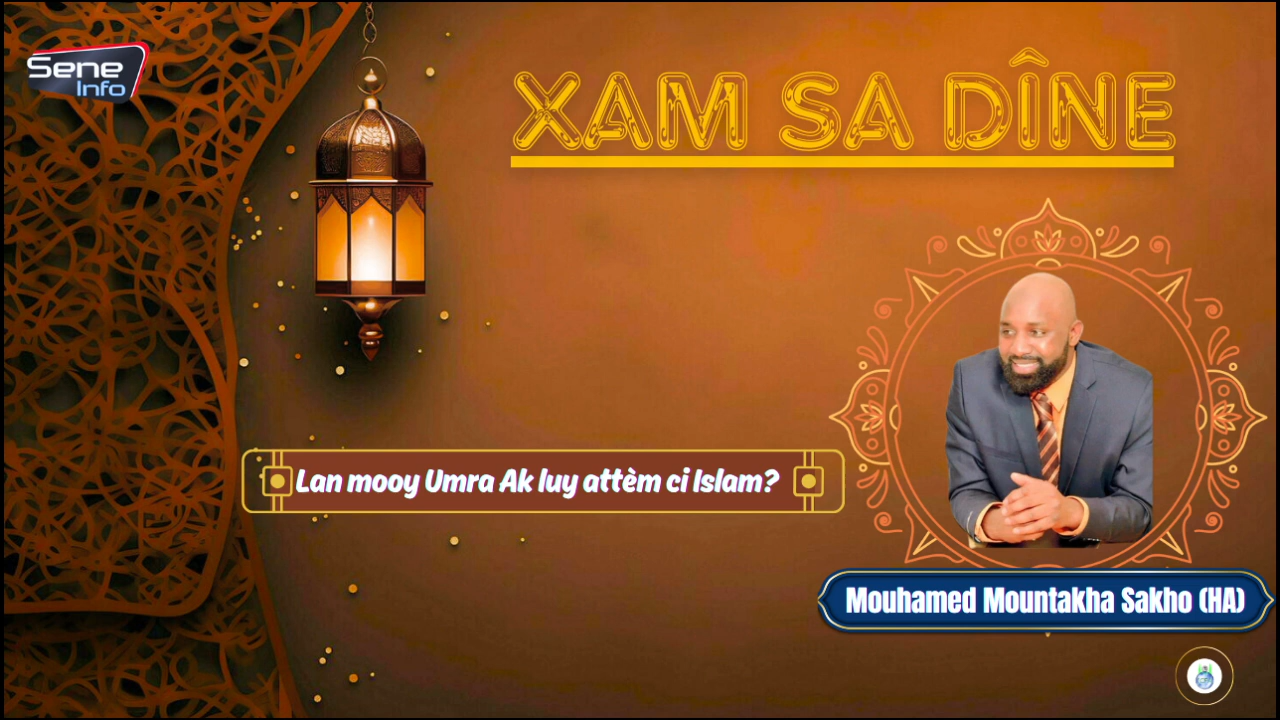 Sene
Info
XAM SA DÎNE
Lan mooy Umra Ak luy attèm ci Islam?
Mouhamed Mountakha Sakho (HA)